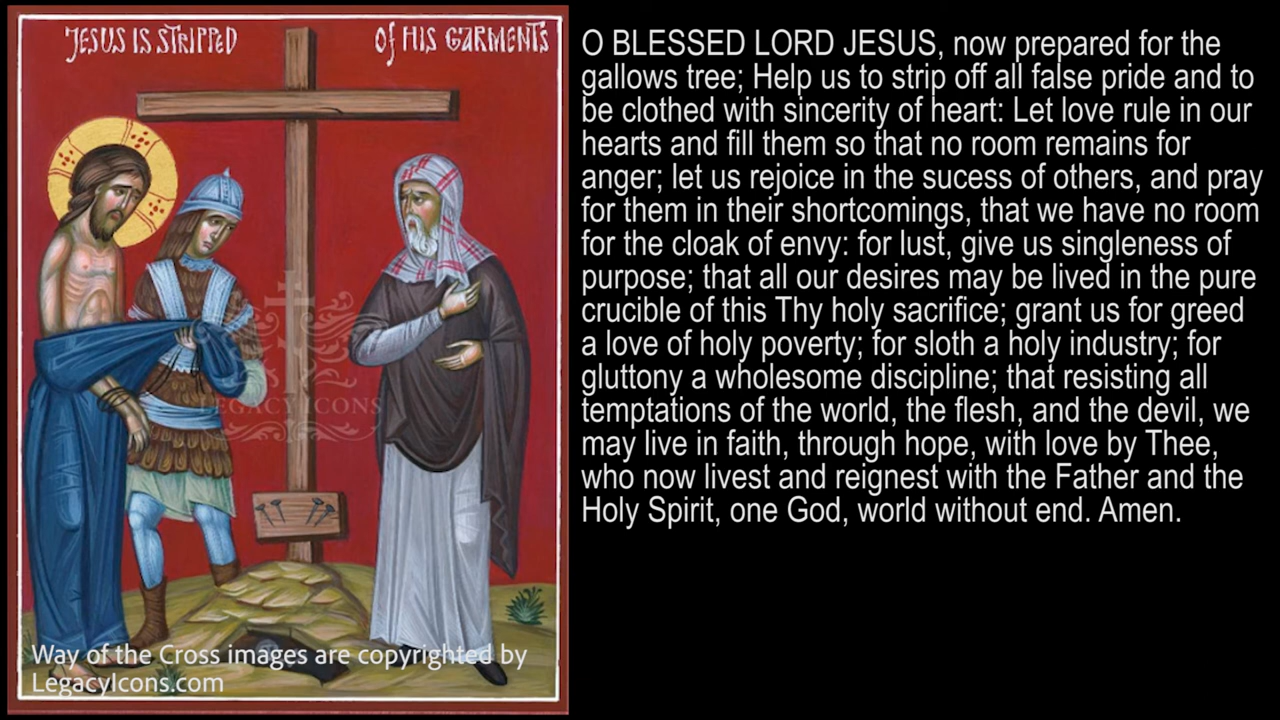 JESUS IS STRIPPED OF HIS GARMENTS
O BLESSED LORD JESUS, now prepared for the
gallows tree; Help us to strip off all false pride and to
be clothed with sincerity of heart: Let love rule in our
hearts and fill them so that no room remains for
anger; let us rejoice in the sucess of others, and pray
for them in their shortcomings, that we have no room
for the cloak of envy: for lust, give us singleness of
purpose; that all our desires may be lived in the pure
crucible of this Thy holy sacrifice; grant us for greed
a love of holy poverty; for sloth a holy industry; for
gluttony a wholesome discipline; that resisting all
temptations of the world, the flesh, and the devil, we
may live in faith, through hope, with love by Thee,
who now livest and reignest with the Father and the
Holy Spirit, one God, world without end. Amen.
LEGACY ICONS
Way of the Cross images are copyrighted by
LegacyIcons.com